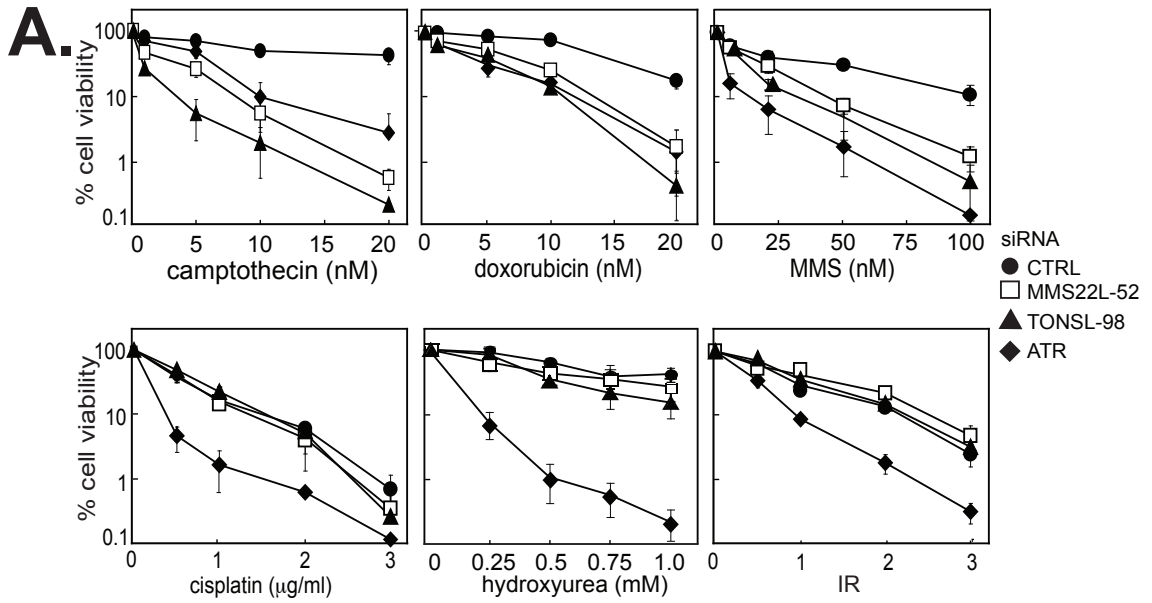 A.
% cell viability
100
10
1
0.1
0 5 10 15 20
camptothecin (nM)
0 5 10 15 20
doxorubicin (nM)
0 25 50 75 100
MMS (nM)
siRNA
CTRL
MMS22L-52
TONSL-98
ATR
% cell viability
100
10
1
0.1
0 1 2 3
cisplatin (μg/ml)
0 0.25 0.5 0.75 1.0
hydroxyurea (mM)
0 1 2 3
IR